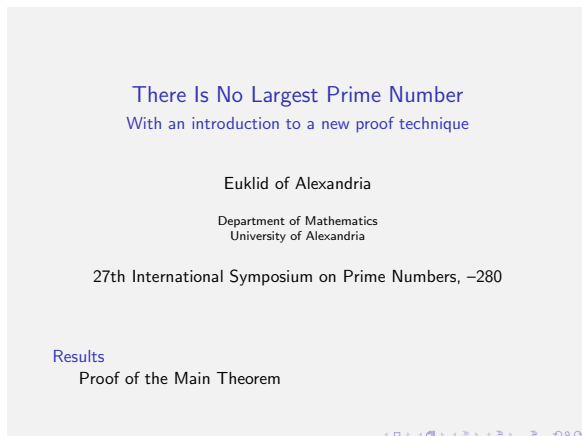 There Is No Largest Prime Number
With an introduction to a new proof technique
Euklid of Alexandria
Department of Mathematics
University of Alexandria
27th International Symposium on Prime Numbers, –280
Results
Proof of the Main Theorem